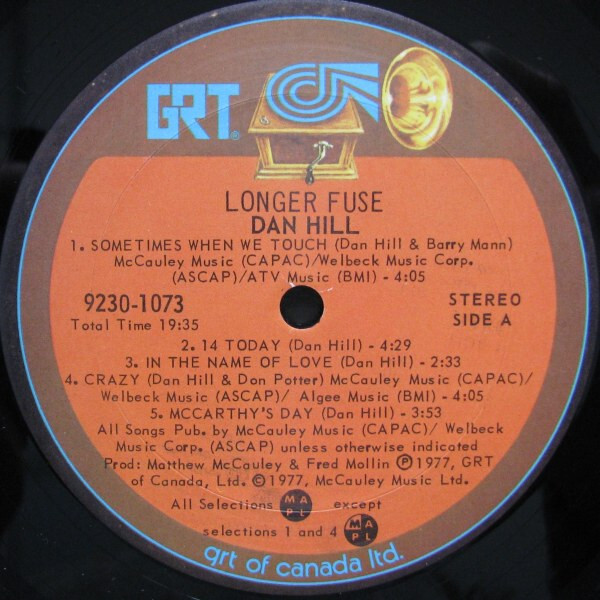 GRT®
LONGER FUSE
DAN HILL
1. SOMETIMES WHEN WE TOUCH (Dan Hill & Barry Mann)
McCauley Music (CAPAC)/Welbeck Music Corp.
(ASCAP)/ATV Music (BMI) - 4:05
9230-1073
Total Time 19:35
STEREO
SIDE A
2. 14 TODAY (Dan Hill) - 4:29
3. IN THE NAME OF LOVE (Dan Hill) - 2:33
4. CRAZY (Dan Hill & Don Potter) McCauley Music (CAPAC)/
Welbeck Music (ASCAP)/ Algee Music (BMI) - 4:05
5. MCCARTHY'S DAY (Dan Hill) - 3:53
All Songs Pub. by McCauley Music (CAPAC)/ Welbeck
Music Corp. (ASCAP) unless otherwise indicated
Prod: Matthew McCauley & Fred Mollin ℗ 1977, GRT
of Canada, Ltd. © 1977, McCauley Music Ltd.
All Selections MAPL except
selections 1 and 4 MAPL
grt of canada ltd.